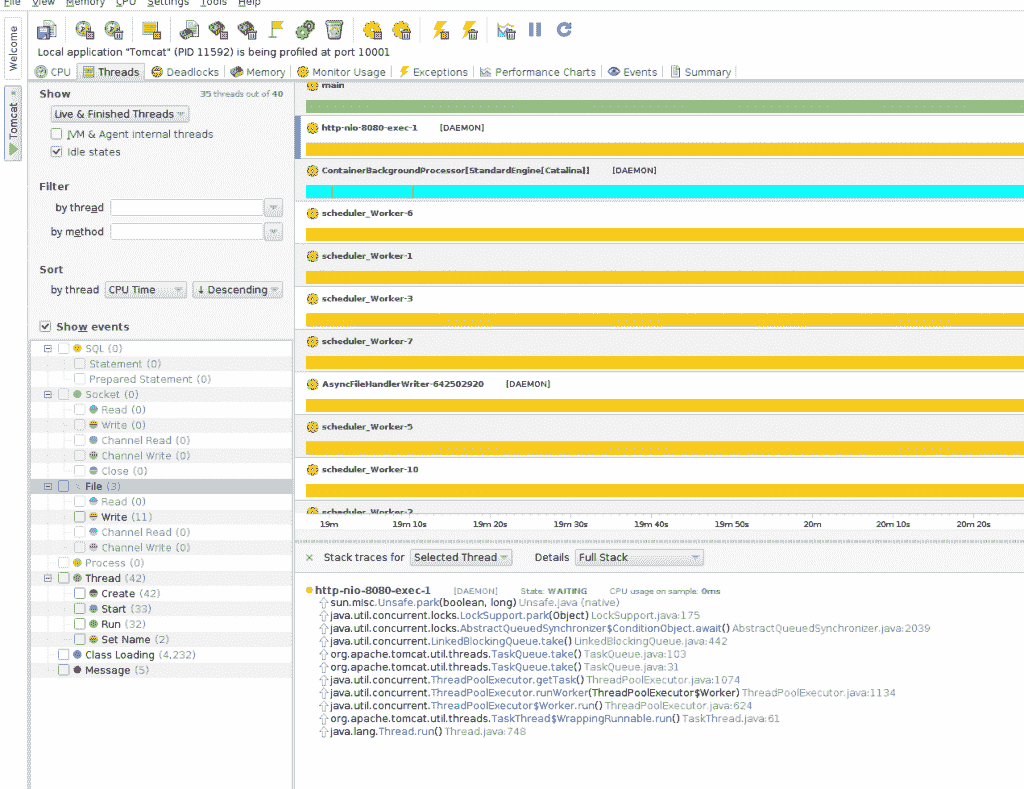 File View Memory CPU Settings Tools Help
Welcome
Tomcat
Local application "Tomcat" (PID 11592) is being profiled at port 10001
CPU Threads Deadlocks Memory Monitor Usage Exceptions Performance Charts Events Summary
Show 35 threads out of 40
Live & Finished Threads
JVM & Agent internal threads
Idle states
Filter
by thread
by method
Sort
by thread CPU Time ↓ Descending
Show events
SQL (0)
Statement (0)
Prepared Statement (0)
Socket (0)
Read (0)
Write (0)
Channel Read (0)
Channel Write (0)
Close (0)
File (3)
Read (0)
Write (11)
Channel Read (0)
Channel Write (0)
Process (0)
Thread (42)
Create (42)
Start (33)
Run (32)
Set Name (2)
Class Loading (4,232)
Message (5)
main
http-nio-8080-exec-1 [DAEMON]
ContainerBackgroundProcessor[StandardEngine[Catalina]] [DAEMON]
scheduler_Worker-6
scheduler_Worker-1
scheduler_Worker-3
scheduler_Worker-7
AsyncFileHandlerWriter-642502920 [DAEMON]
scheduler_Worker-5
scheduler_Worker-10
scheduler_Worker-2
19m 19m 10s 19m 20s 19m 30s 19m 40s 19m 50s 20m 20m 10s 20m 20s
Stack traces for Selected Thread Details Full Stack
http-nio-8080-exec-1 [DAEMON] State: WAITING CPU usage on sample: 0ms
sun.misc.Unsafe.park(boolean, long) Unsafe.java (native)
java.util.concurrent.locks.LockSupport.park(Object) LockSupport.java:175
java.util.concurrent.locks.AbstractQueuedSynchronizer$ConditionObject.await() AbstractQueuedSynchronizer.java:2039
java.util.concurrent.LinkedBlockingQueue.take() LinkedBlockingQueue.java:442
org.apache.tomcat.util.threads.TaskQueue.take() TaskQueue.java:103
org.apache.tomcat.util.threads.TaskQueue.take() TaskQueue.java:31
java.util.concurrent.ThreadPoolExecutor.getTask() ThreadPoolExecutor.java:1074
java.util.concurrent.ThreadPoolExecutor.runWorker(ThreadPoolExecutor$Worker) ThreadPoolExecutor.java:1134
java.util.concurrent.ThreadPoolExecutor$Worker.run() ThreadPoolExecutor.java:624
org.apache.tomcat.util.threads.TaskThread$WrappingRunnable.run() TaskThread.java:61
java.lang.Thread.run() Thread.java:748